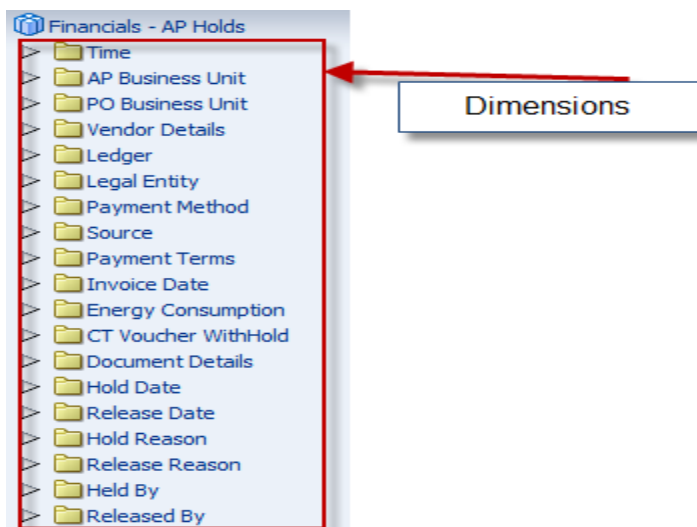 Financials - AP Holds
Time
AP Business Unit
PO Business Unit
Vendor Details
Ledger
Legal Entity
Payment Method
Source
Payment Terms
Invoice Date
Energy Consumption
CT Voucher WithHold
Document Details
Hold Date
Release Date
Hold Reason
Release Reason
Held By
Released By
Dimensions